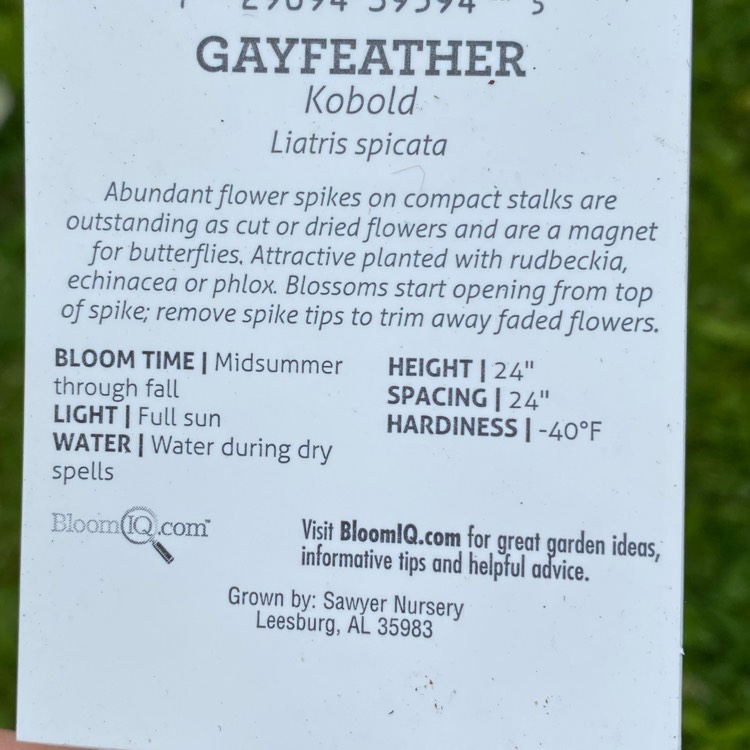 GAYFEATHER
Kobold
Liatris spicata
Abundant flower spikes on compact stalks are
outstanding as cut or dried flowers and are a magnet
for butterflies. Attractive planted with rudbeckia,
echinacea or phlox. Blossoms start opening from top
of spike; remove spike tips to trim away faded flowers.
BLOOM TIME | Midsummer
through fall
LIGHT | Full sun
WATER | Water during dry
spells
HEIGHT | 24"
SPACING | 24"
HARDINESS | -40°F
BloomIQ.com™
Visit BloomIQ.com for great garden ideas,
informative tips and helpful advice.
Grown by: Sawyer Nursery
Leesburg, AL 35983